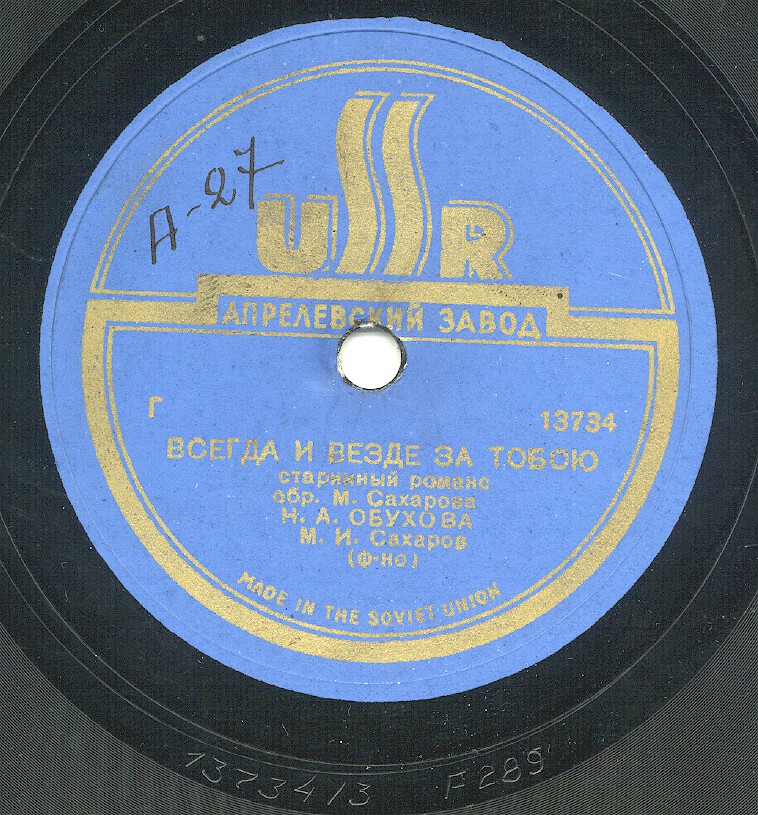 А-27
USSR
АПРЕЛЕВСКИЙ ЗАВОД
Г 13734
ВСЕГДА И ВЕЗДЕ ЗА ТОБОЮ
старинный романс
обр. М. Сахарова
Н. А. ОБУХОВА
М. И. Сахаров
(ф-но)
MADE IN THE SOVIET UNION
13734/3 F289